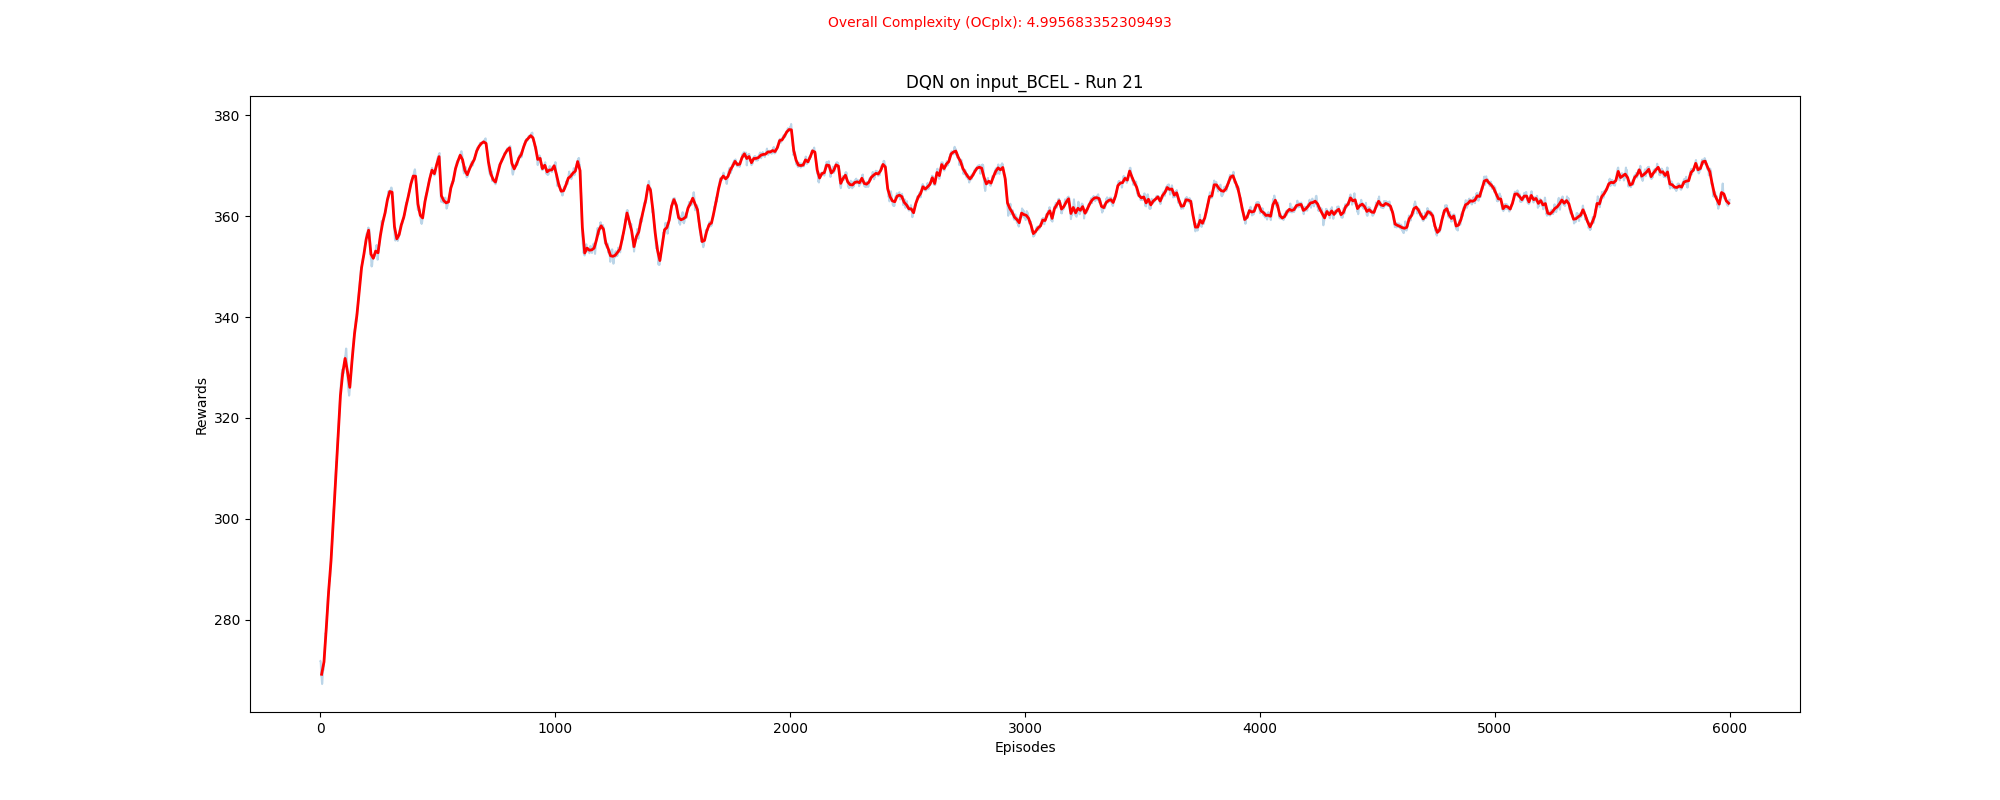 Overall Complexity (OCplx): 4.995683352309493
DQN on input_BCEL - Run 21
380
360
340
320
300
280
Rewards
0 1000 2000 3000 4000 5000 6000
Episodes